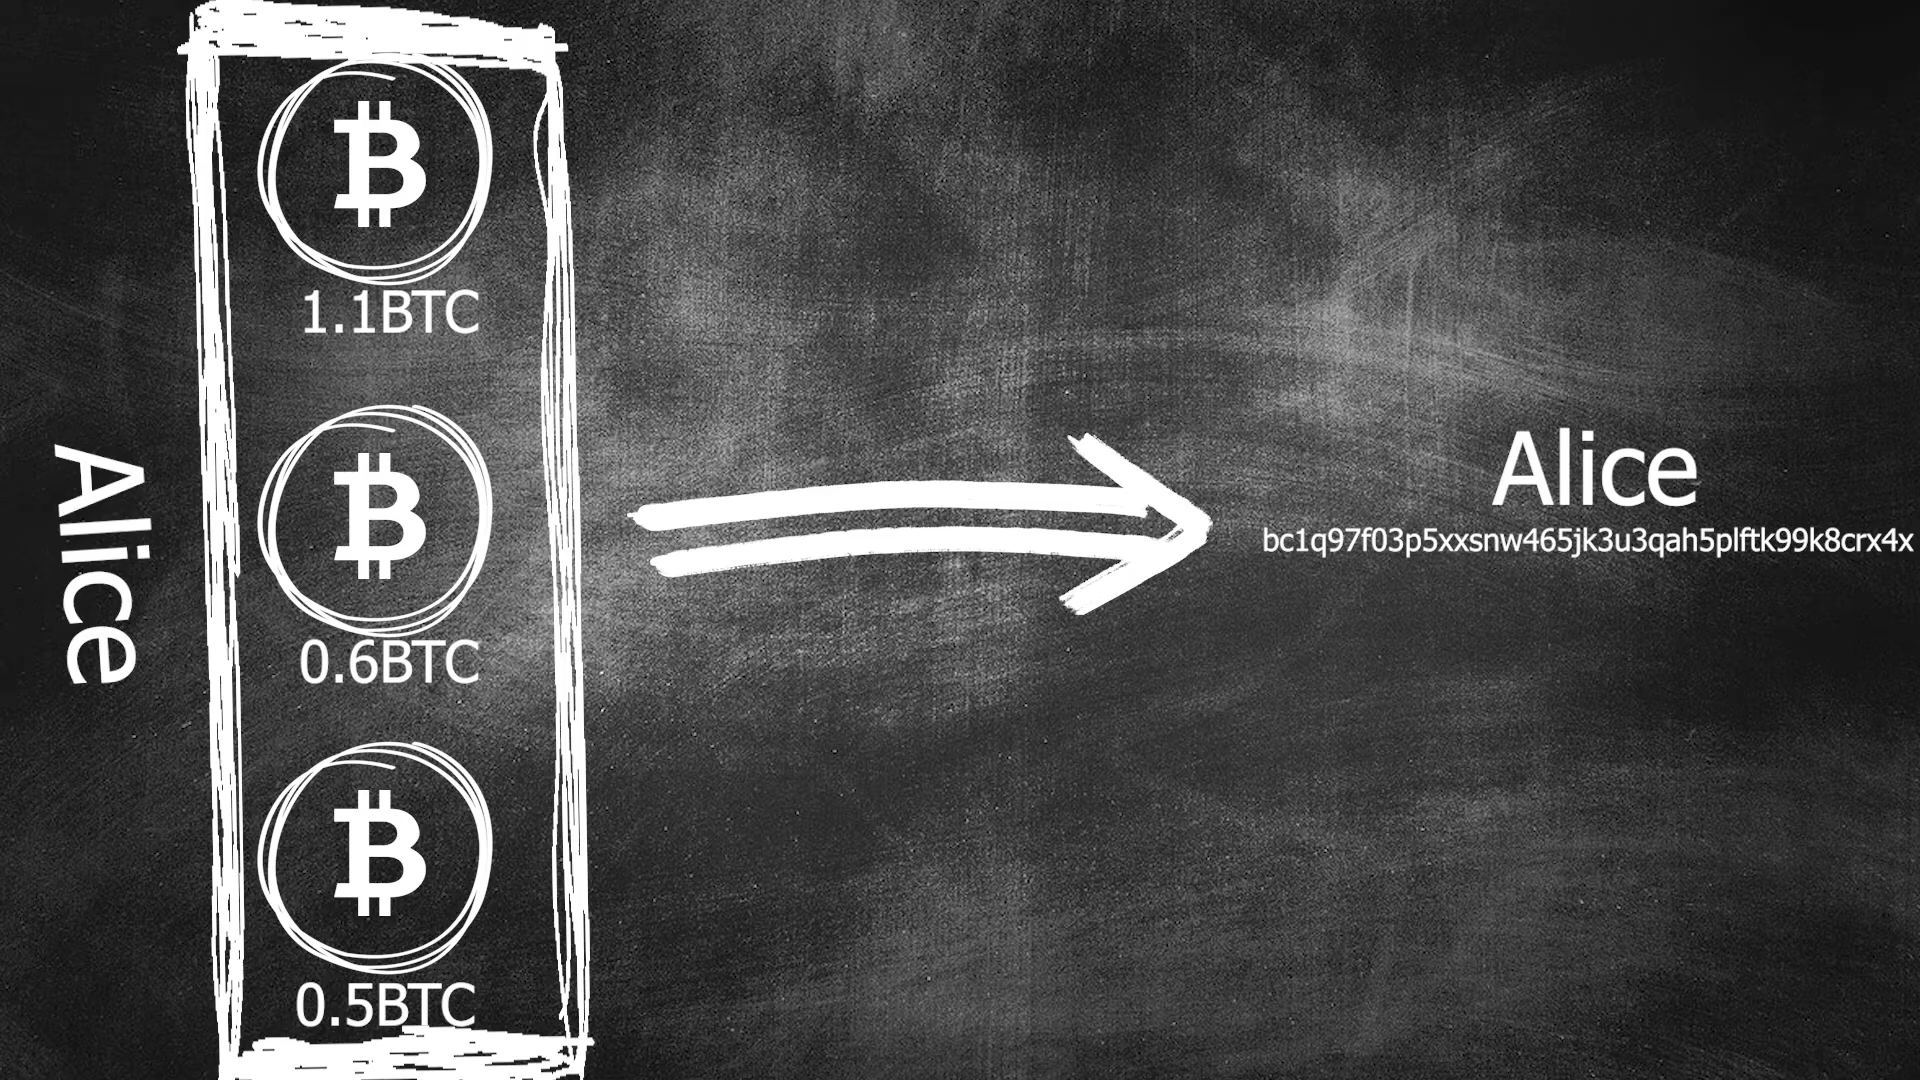 Alice
1.1BTC
0.6BTC
0.5BTC
Alice
bc1q97f03p5xxsnw465jk3u3qah5plftk99k8crx4x